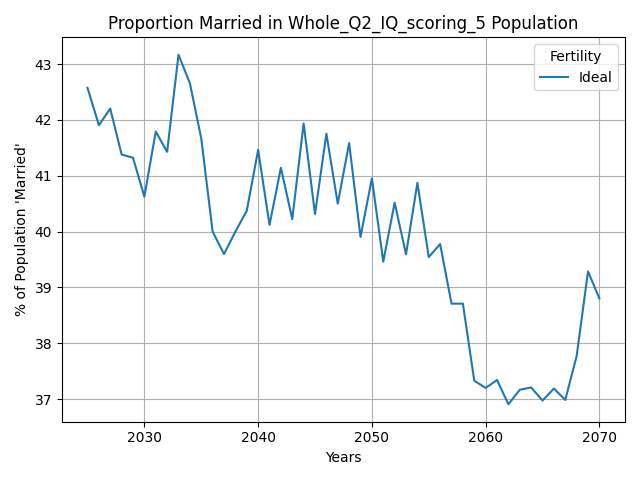 Proportion Married in Whole_Q2_IQ_scoring_5 Population
Fertility
Ideal
% of Population 'Married'
43
42
41
40
39
38
37
2030 2040 2050 2060 2070
Years